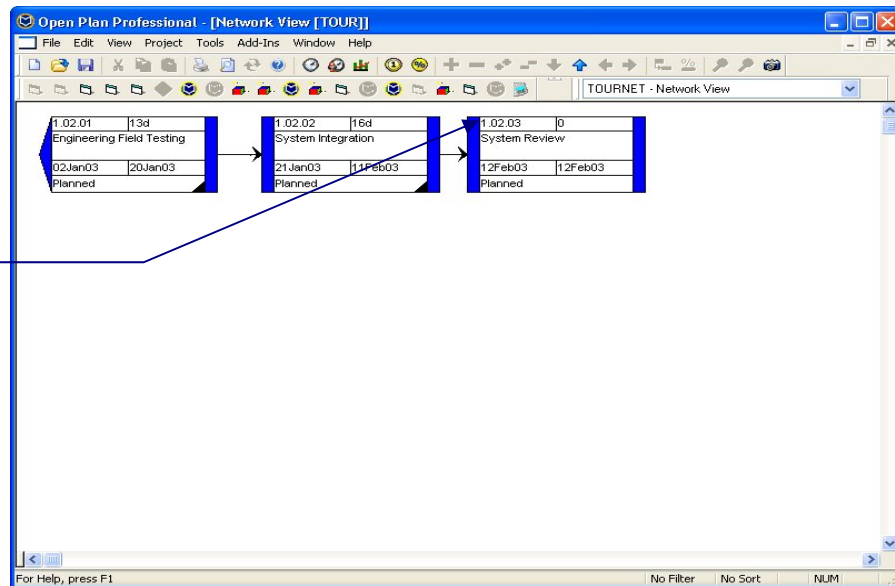 Open Plan Professional - [Network View [TOUR]]
File Edit View Project Tools Add-Ins Window Help
TOURNET - Network View
1.02.01 13d
Engineering Field Testing
02Jan03 20Jan03
Planned
1.02.02 16d
System Integration
21Jan03 11Feb03
Planned
1.02.03 0
System Review
12Feb03 12Feb03
Planned
For Help, press F1 No Filter No Sort NUM